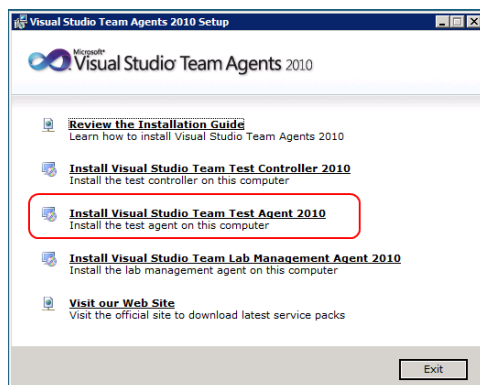 Visual Studio Team Agents 2010 Setup
Microsoft®
Visual Studio Team Agents 2010
Review the Installation Guide
Learn how to install Visual Studio Team Agents 2010
Install Visual Studio Team Test Controller 2010
Install the test controller on this computer
Install Visual Studio Team Test Agent 2010
Install the test agent on this computer
Install Visual Studio Team Lab Management Agent 2010
Install the lab management agent on this computer
Visit our Web Site
Visit the official site to download latest service packs
Exit